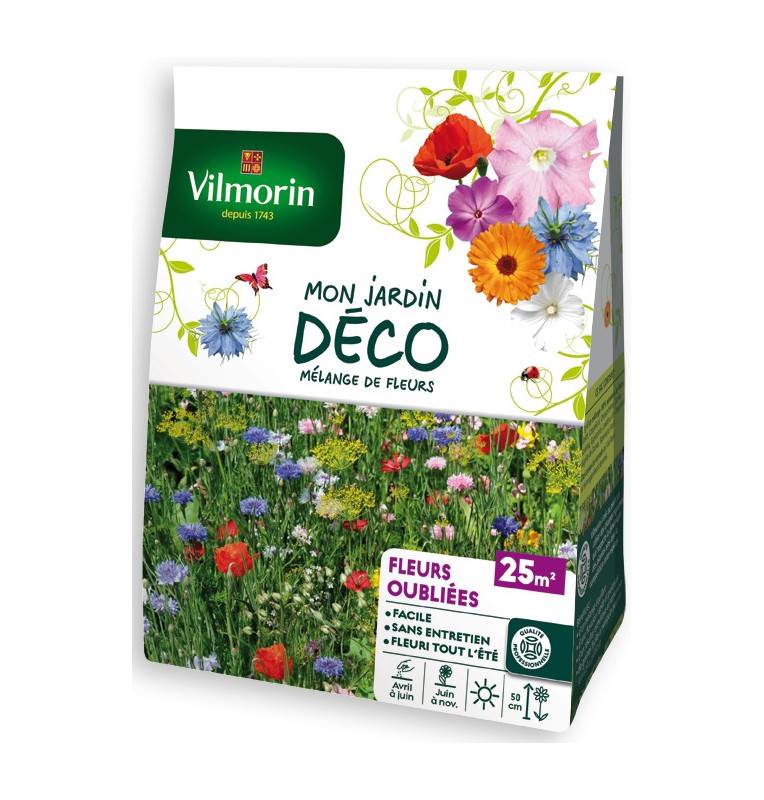 Vilmorin
depuis 1743
MON JARDIN
DÉCO
MÉLANGE DE FLEURS
FLEURS
OUBLIÉES
25m²
• FACILE
• SANS ENTRETIEN
• FLEURI TOUT L'ÉTÉ
QUALITÉ
PROFESSIONNELLE
Avril
à juin
Juin
à nov.
50
cm